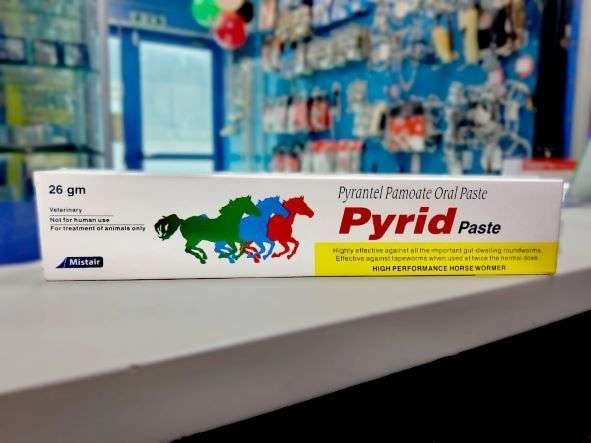 26 gm
Veterinary
Not for human use
For treatment of animals only
Mistair
Pyrantel Pamoate Oral Paste
Pyrid Paste
Highly effective against all the important gut-dwelling roundworms.
Effective against tapeworms when used at twice the normal dose.
HIGH PERFORMANCE HORSE WORMER